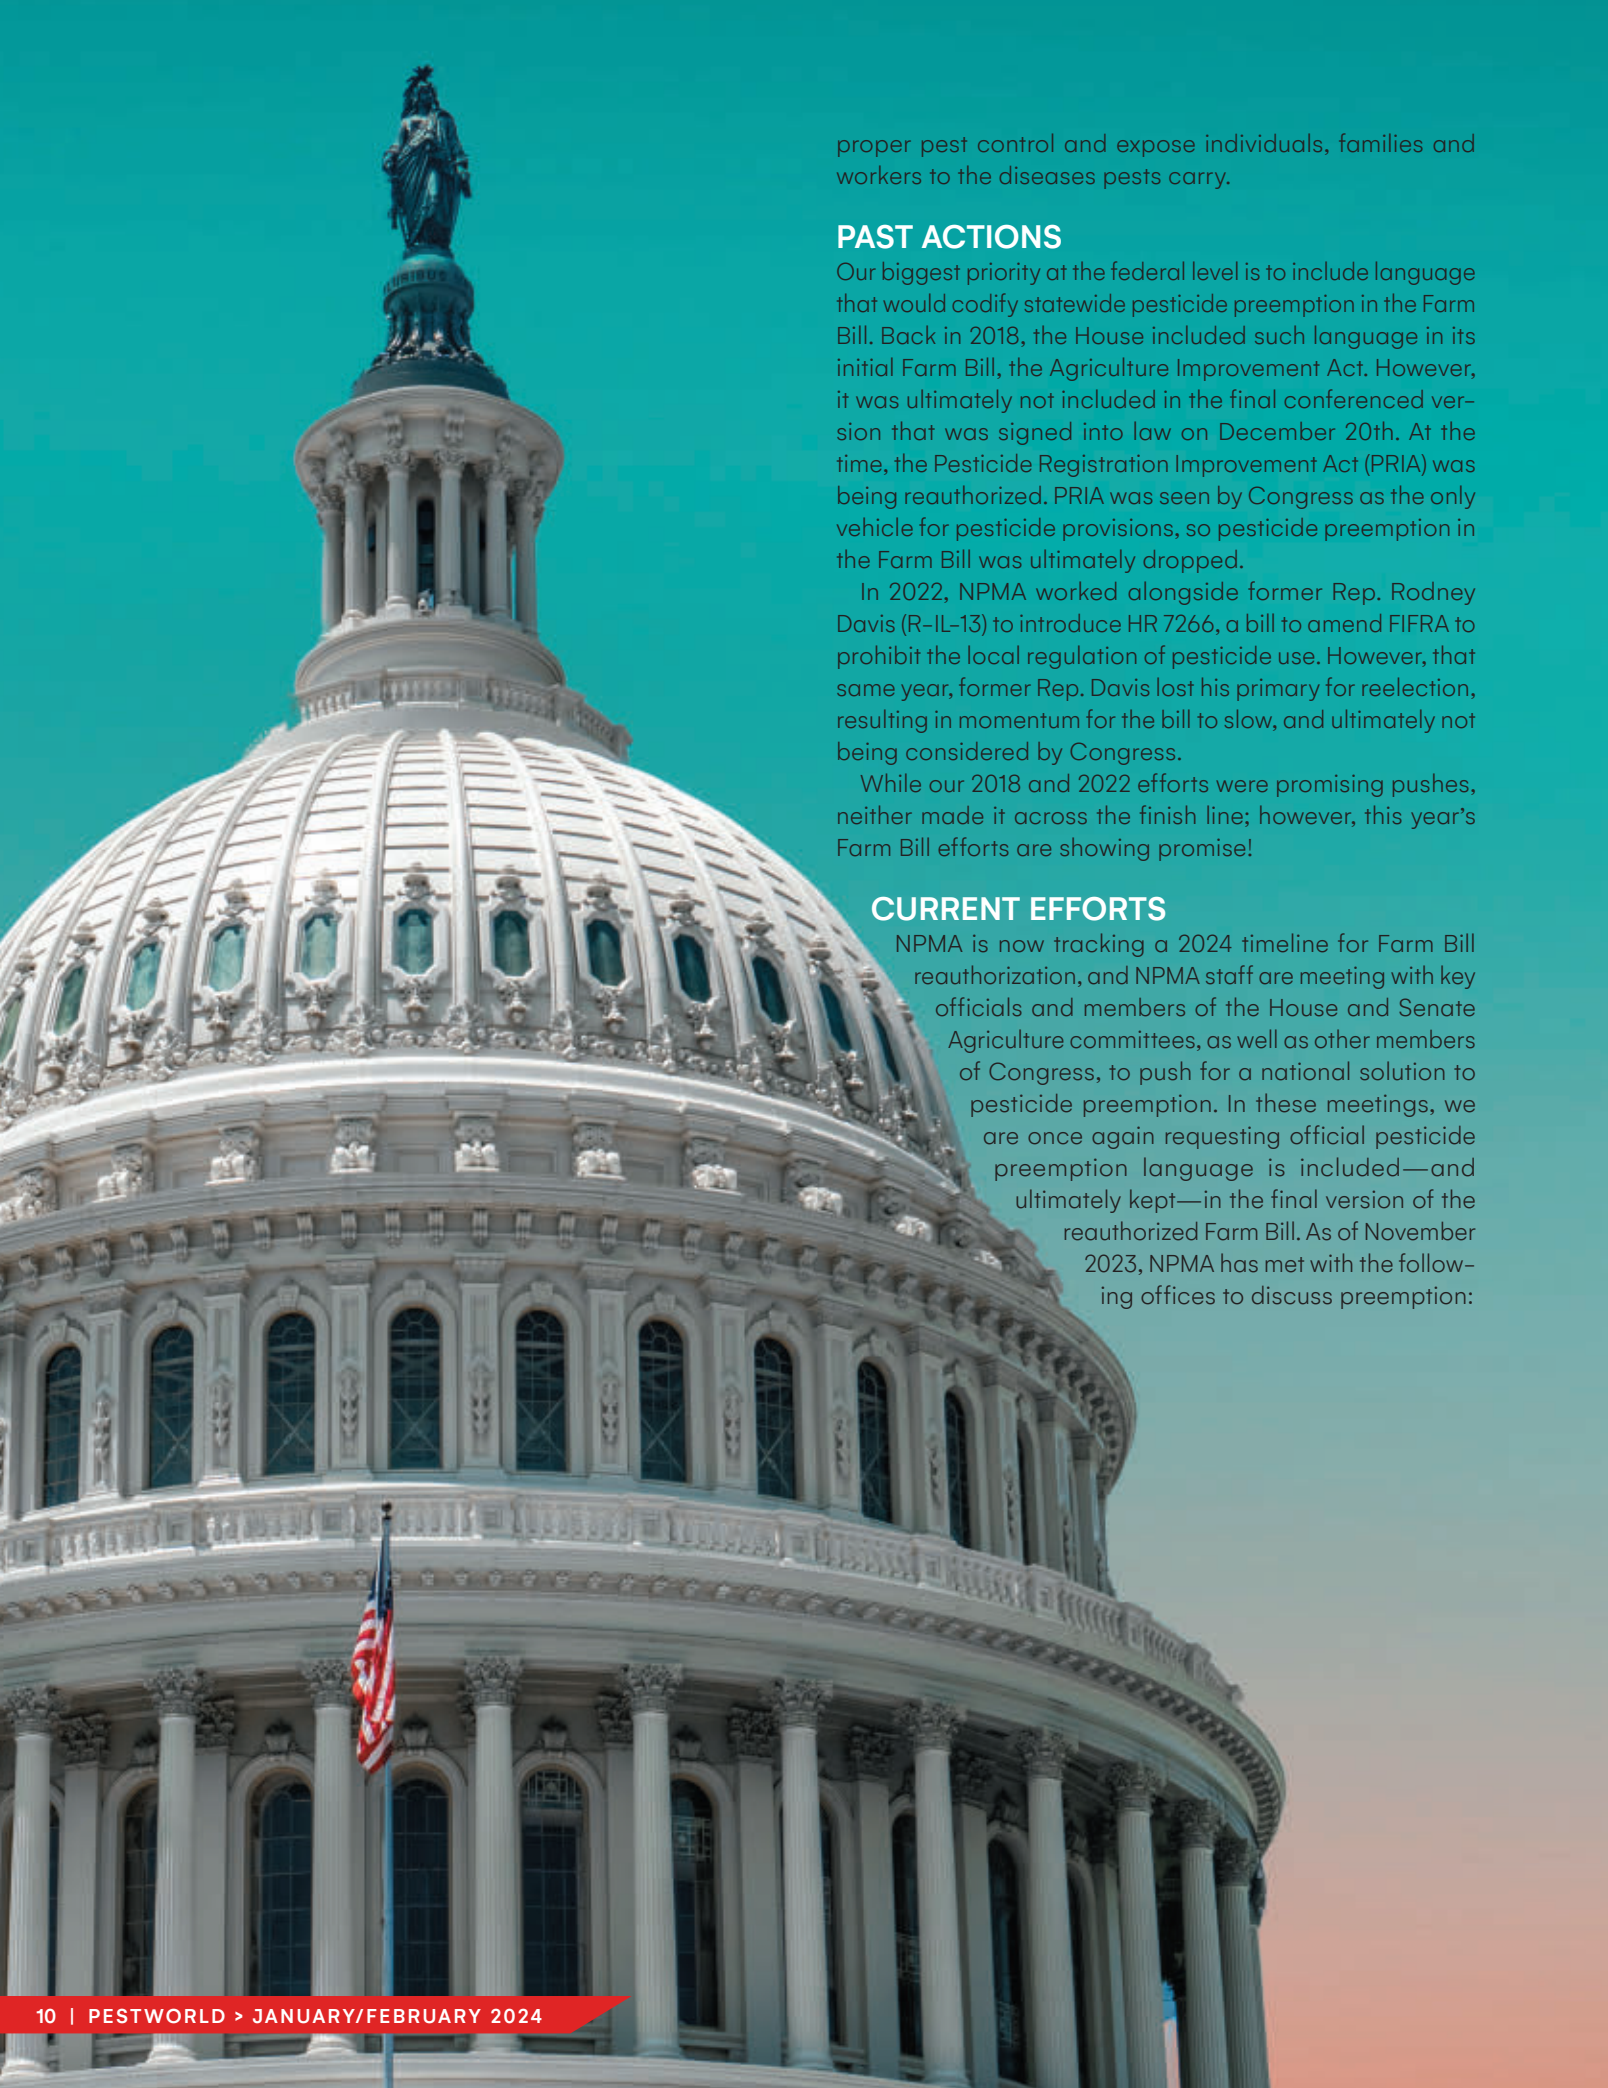 proper pest control and expose individuals, families and
workers to the diseases pests carry.
PAST ACTIONS
Our biggest priority at the federal level is to include language
that would codify statewide pesticide preemption in the Farm
Bill. Back in 2018, the House included such language in its
initial Farm Bill, the Agriculture Improvement Act. However,
it was ultimately not included in the final conferenced ver-
sion that was signed into law on December 20th. At the
time, the Pesticide Registration Improvement Act (PRIA) was
being reauthorized. PRIA was seen by Congress as the only
vehicle for pesticide provisions, so pesticide preemption in
the Farm Bill was ultimately dropped.
In 2022, NPMA worked alongside former Rep. Rodney
Davis (R-IL-13) to introduce HR 7266, a bill to amend FIFRA to
prohibit the local regulation of pesticide use. However, that
same year, former Rep. Davis lost his primary for reelection,
resulting in momentum for the bill to slow, and ultimately not
being considered by Congress.
While our 2018 and 2022 efforts were promising pushes,
neither made it across the finish line; however, this year's
Farm Bill efforts are showing promise!
CURRENT EFFORTS
NPMA is now tracking a 2024 timeline for Farm Bill
reauthorization, and NPMA staff are meeting with key
officials and members of the House and Senate
Agriculture committees, as well as other members
of Congress, to push for a national solution to
pesticide preemption. In these meetings, we
are once again requesting official pesticide
preemption language is included—and
ultimately kept—in the final version of the
reauthorized Farm Bill. As of November
2023, NPMA has met with the follow-
ing offices to discuss preemption:
10 | PESTWORLD > JANUARY/FEBRUARY 2024